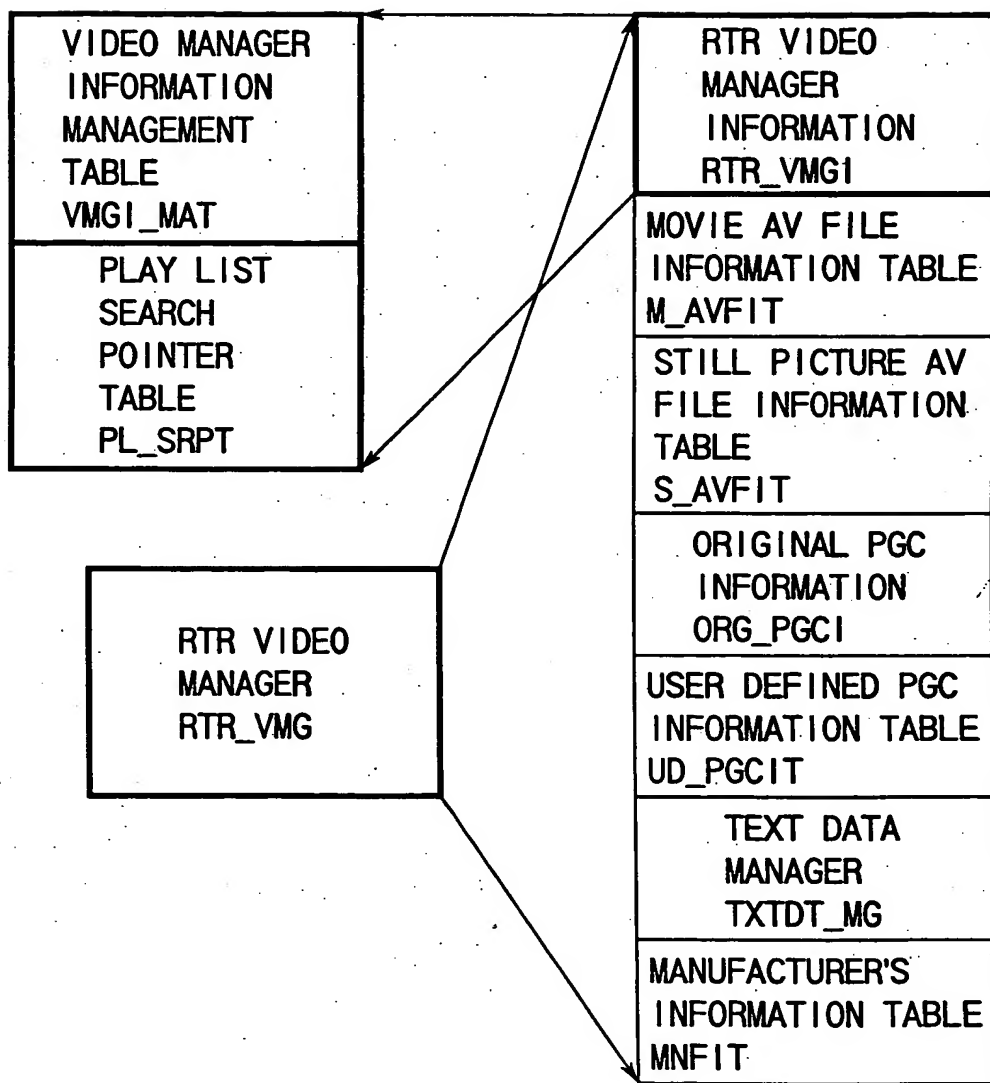 VIDEO MANAGER
INFORMATION
MANAGEMENT
TABLE
VMGI_MAT
PLAY LIST
SEARCH
POINTER
TABLE
PL_SRPT
RTR VIDEO
MANAGER
RTR_VMG
RTR VIDEO
MANAGER
INFORMATION
RTR_VMGI
MOVIE AV FILE
INFORMATION TABLE
M_AVFIT
STILL PICTURE AV
FILE INFORMATION
TABLE
S_AVFIT
ORIGINAL PGC
INFORMATION
ORG_PGCI
USER DEFINED PGC
INFORMATION TABLE
UD_PGCIT
TEXT DATA
MANAGER
TXTDT_MG
MANUFACTURER'S
INFORMATION TABLE
MNFIT